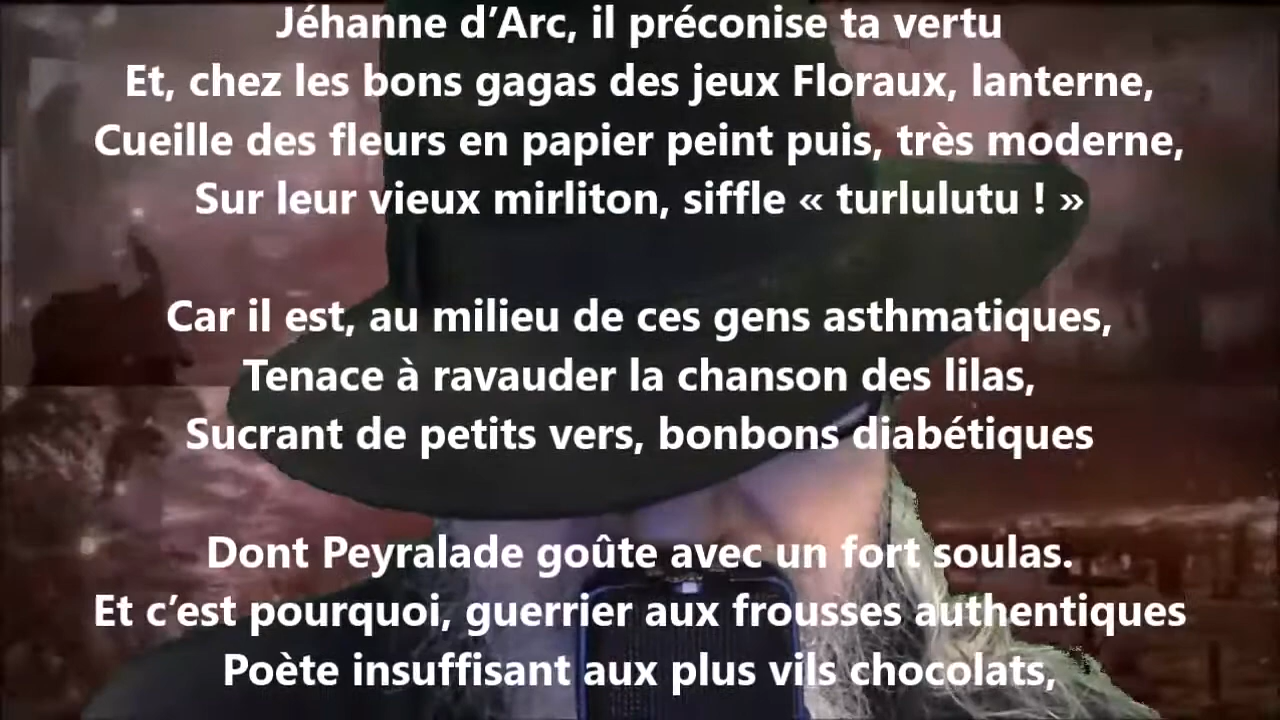 Jéhanne d’Arc, il préconise ta vertu
Et, chez les bons gagas des jeux Floraux, lanterne,
Cueille des fleurs en papier peint puis, très moderne,
Sur leur vieux mirliton, siffle « turlulutu ! »
Car il est, au milieu de ces gens asthmatiques,
Tenace à ravauder la chanson des lilas,
Sucrant de petits vers, bonbons diabétiques
Dont Peyralade goûte avec un fort soulas.
Et c’est pourquoi, guerrier aux frousses authentiques
Poète insuffisant aux plus vils chocolats,